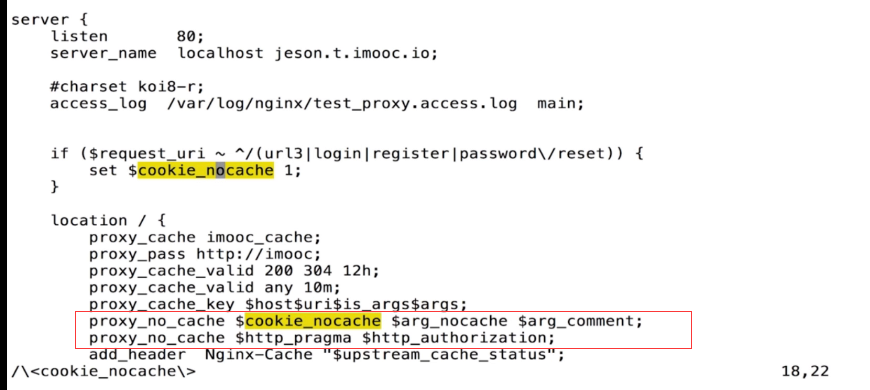 server {
    listen       80;
    server_name  localhost jeson.t.imooc.io;
    #charset koi8-r;
    access_log  /var/log/nginx/test_proxy.access.log  main;
    if ($request_uri ~ ^/(url3|login|register|password\/reset)) {
        set $cookie_nocache 1;
    }
    location / {
        proxy_cache imooc_cache;
        proxy_pass http://imooc;
        proxy_cache_valid 200 304 12h;
        proxy_cache_valid any 10m;
        proxy_cache_key $host$uri$is_args$args;
        proxy_no_cache $cookie_nocache $arg_nocache $arg_comment;
        proxy_no_cache $http_pragma $http_authorization;
        add_header  Nginx-Cache "$upstream_cache_status";
/\<cookie_nocache\>                                                        18,22